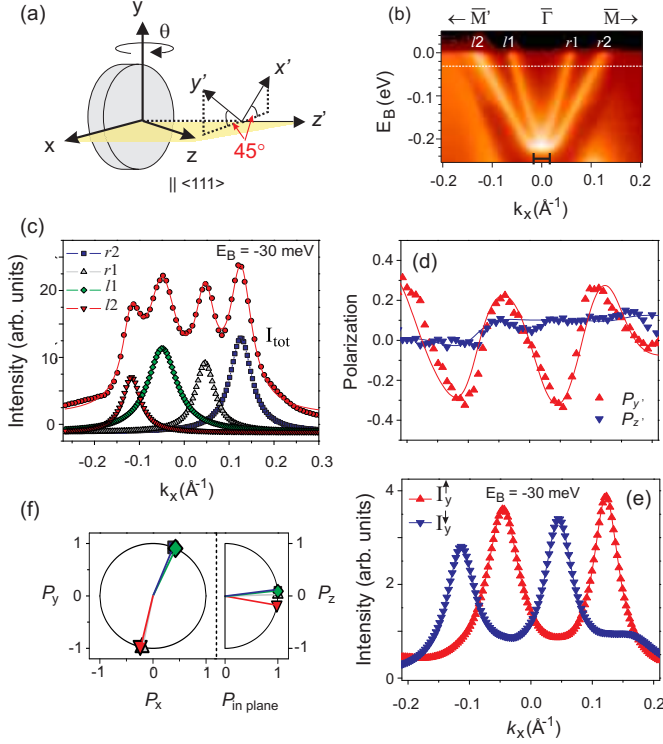 (a)
y
θ
y'
x'
z'
x
z
45°
|| <111>
(b)
← M̅'
Γ̅
M̅→
l2
l1
r1
r2
E_B (eV)
0.0
-0.1
-0.2
-0.2
-0.1
0.0
0.1
0.2
k_x(Å⁻¹)
(c)
r2
r1
l1
l2
E_B = -30 meV
I_tot
Intensity (arb. units)
20
10
0
-0.2
-0.1
0.0
0.1
0.2
0.3
k_x(Å⁻¹)
(d)
Polarization
0.4
0.2
0.0
-0.2
-0.4
P_y'
P_z'
(f)
P_y
1
0
-1
-1
0
1
P_x
0
1
P_in plane
1
0
-1
P_z
(e)
I_y^↑
I_y^↓
E_B = -30 meV
Intensity (arb. units)
4
2
0
-0.2
-0.1
0.0
0.1
0.2
k_x(Å⁻¹)